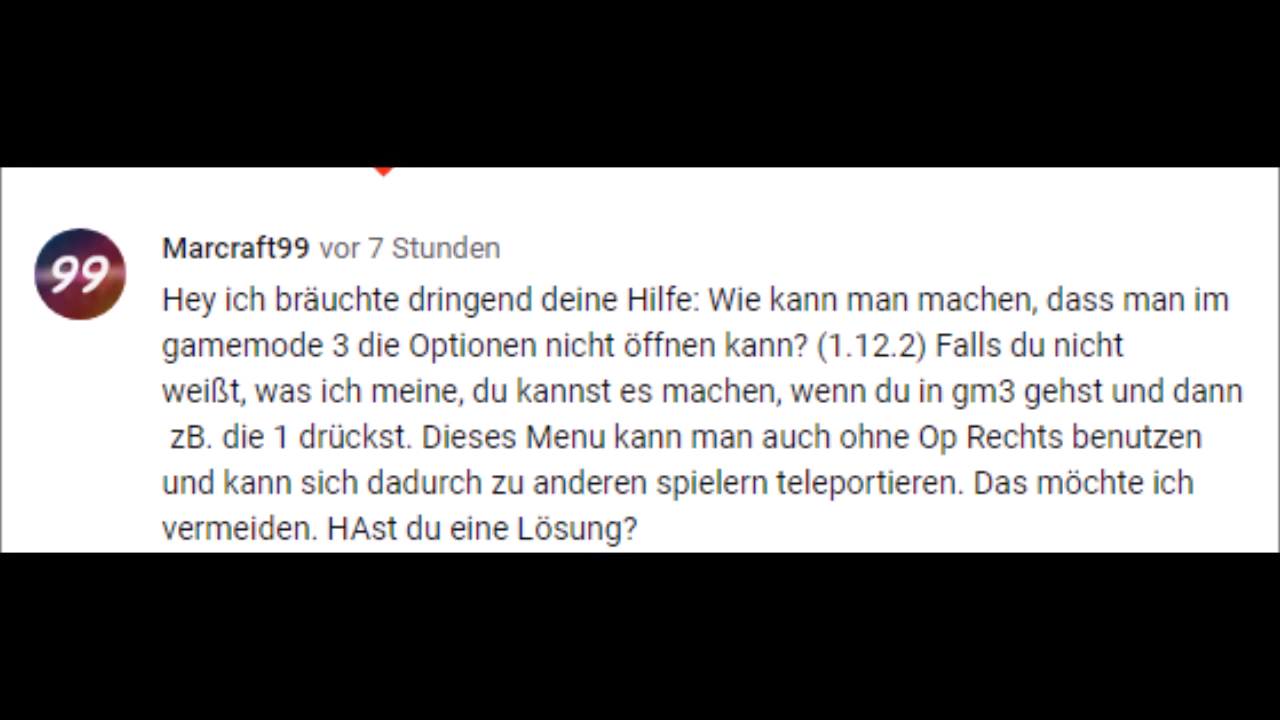 99
Marcraft99 vor 7 Stunden
Hey ich bräuchte dringend deine Hilfe: Wie kann man machen, dass man im
gamemode 3 die Optionen nicht öffnen kann? (1.12.2) Falls du nicht
weißt, was ich meine, du kannst es machen, wenn du in gm3 gehst und dann
zB. die 1 drückst. Dieses Menu kann man auch ohne Op Rechts benutzen
und kann sich dadurch zu anderen spielern teleportieren. Das möchte ich
vermeiden. HAst du eine Lösung?